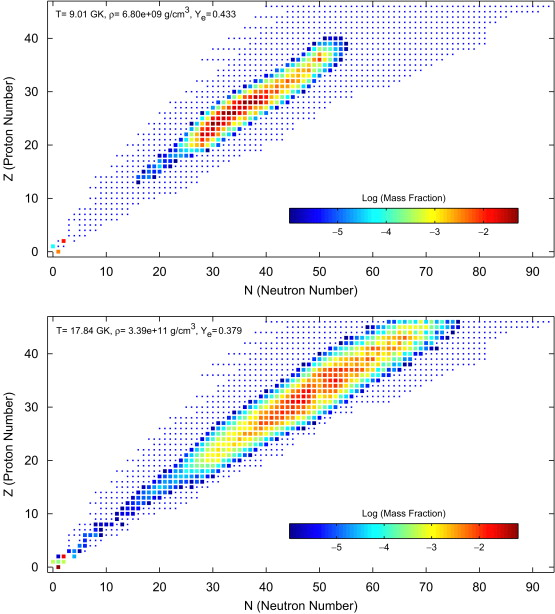 T= 9.01 GK, ρ= 6.80e+09 g/cm3, Ye=0.433
40
30
20
10
0
Z (Proton Number)
Log (Mass Fraction)
−5 −4 −3 −2
0 10 20 30 40 50 60 70 80 90
N (Neutron Number)
T= 17.84 GK, ρ= 3.39e+11 g/cm3, Ye=0.379
40
30
20
10
0
Z (Proton Number)
Log (Mass Fraction)
−5 −4 −3 −2
0 10 20 30 40 50 60 70 80 90
N (Neutron Number)